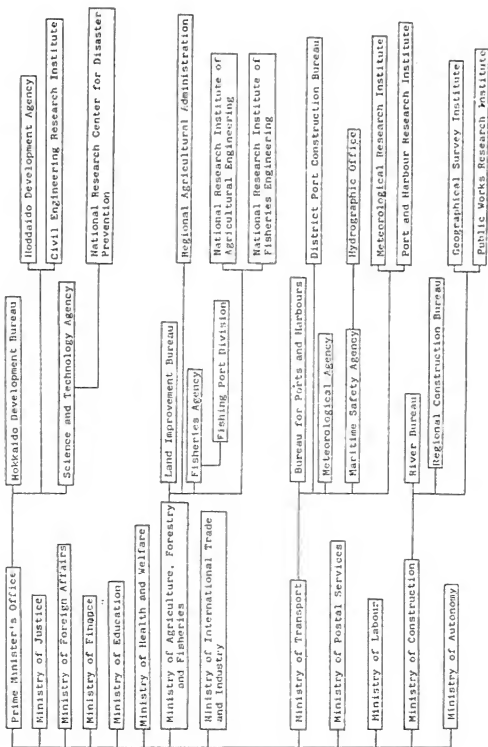 Prime Minister's Office
Ministry of Justice
Ministry of Foreign Affairs
Ministry of Finance
Ministry of Education
Ministry of Health and Welfare
Ministry of Agriculture, Forestry
and Fisheries
Ministry of International Trade
and Industry
Ministry of Transport
Ministry of Postal Services
Ministry of Labour
Ministry of Construction
Ministry of Autonomy
Hokkaido Development Bureau
Science and Technology Agency
Land Improvement Bureau
Fisheries Agency
Fishing Port Division
Bureau for Ports and Harbours
Meteorological Agency
Maritime Safety Agency
River Bureau
Regional Construction Bureau
Hoddaido Development Agency
Civil Engineering Research Institute
National Research Center for Disaster
Prevention
Regional Agricultural Administration
National Research Institute of
Agricultural Engineering
National Research Institute of
Fisheries Engineering
District Port Construction Bureau
Hydrographic Office
Meteorological Research Institute
Port and Harbour Research Institute
Geographical Survey Institute
Public Works Research Institute